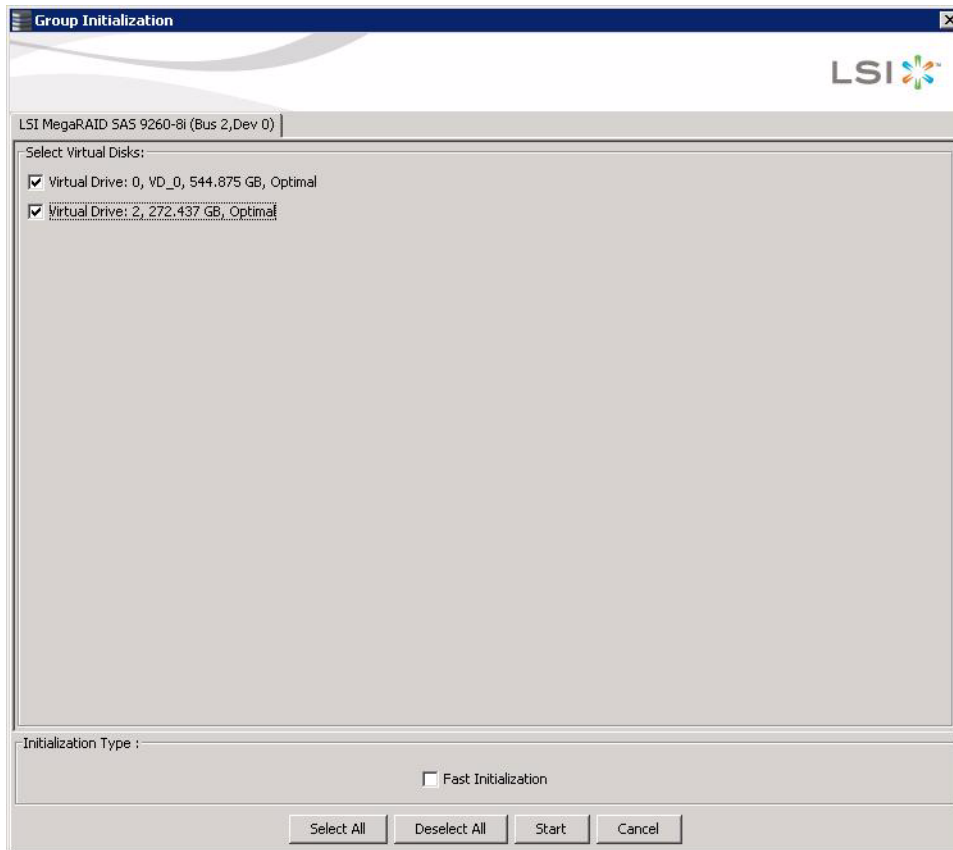 Group Initialization
LSI
LSI MegaRAID SAS 9260-8i (Bus 2,Dev 0)
Select Virtual Disks:
Virtual Drive: 0, VD_0, 544.875 GB, Optimal
Virtual Drive: 2, 272.437 GB, Optimal
Initialization Type :
Fast Initialization
Select All Deselect All Start Cancel